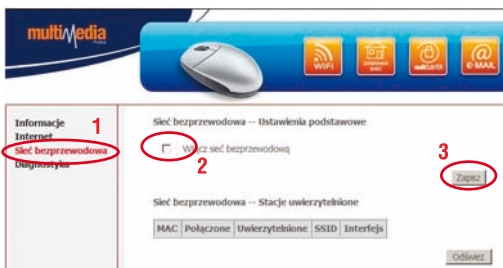 multimedia
WiFi
E-MAIL
Informacje
Internet
Sieć bezprzewodowa
Diagnostyka
1
Sieć bezprzewodowa -- Ustawienia podstawowe
Włącz sieć bezprzewodową
2
3
Zapisz
Sieć bezprzewodowa -- Stacje uwierzytelnione
MAC Połączone Uwierzytelnione SSID Interfejs
Odśwież